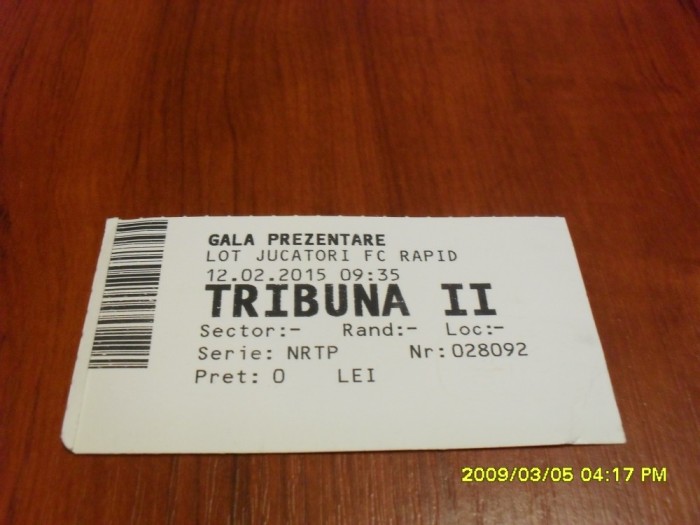 GALA PREZENTARE
LOT JUCATORI FC RAPID
12.02.2015 09:35
TRIBUNA II
Sector:- Rand:- Loc:-
Serie: NRTP Nr: 028092
Pret: 0 LEI
2009/03/05 04:17 PM